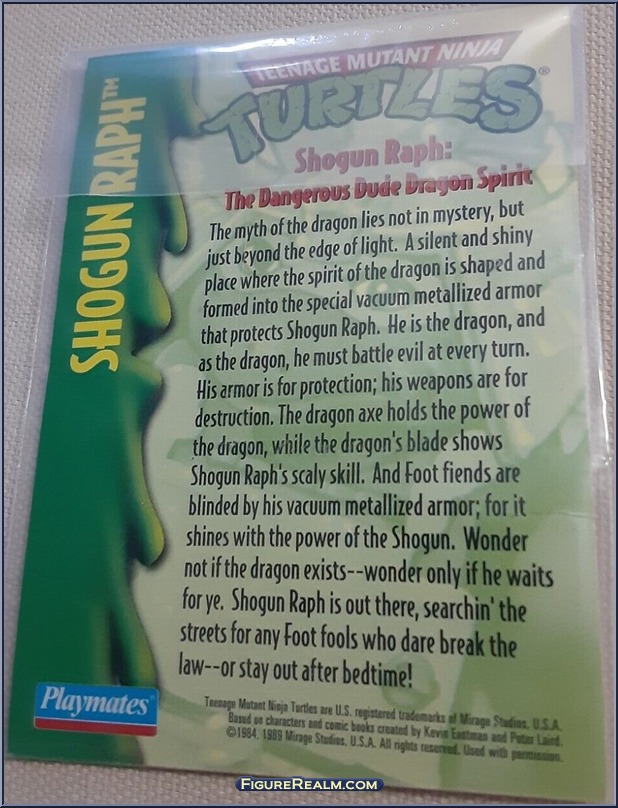 SHOGUN RAPH™
TEENAGE MUTANT NINJA
TURTLES®
Shogun Raph:
The Dangerous Dude Dragon Spirit
The myth of the dragon lies not in mystery, but
just beyond the edge of light. A silent and shiny
place where the spirit of the dragon is shaped and
formed into the special vacuum metallized armor
that protects Shogun Raph. He is the dragon, and
as the dragon, he must battle evil at every turn.
His armor is for protection; his weapons are for
destruction. The dragon axe holds the power of
the dragon, while the dragon's blade shows
Shogun Raph's scaly skill. And Foot fiends are
blinded by his vacuum metallized armor; for it
shines with the power of the Shogun. Wonder
not if the dragon exists--wonder only if he waits
for ye. Shogun Raph is out there, searchin' the
streets for any Foot fools who dare break the
law--or stay out after bedtime!
Playmates®
Teenage Mutant Ninja Turtles are U.S. registered trademarks of Mirage Studios, U.S.A.
Based on characters and comic books created by Kevin Eastman and Peter Laird.
©1984, 1989 Mirage Studios, U.S.A. All rights reserved. Used with permission.
FIGUREREALM.COM